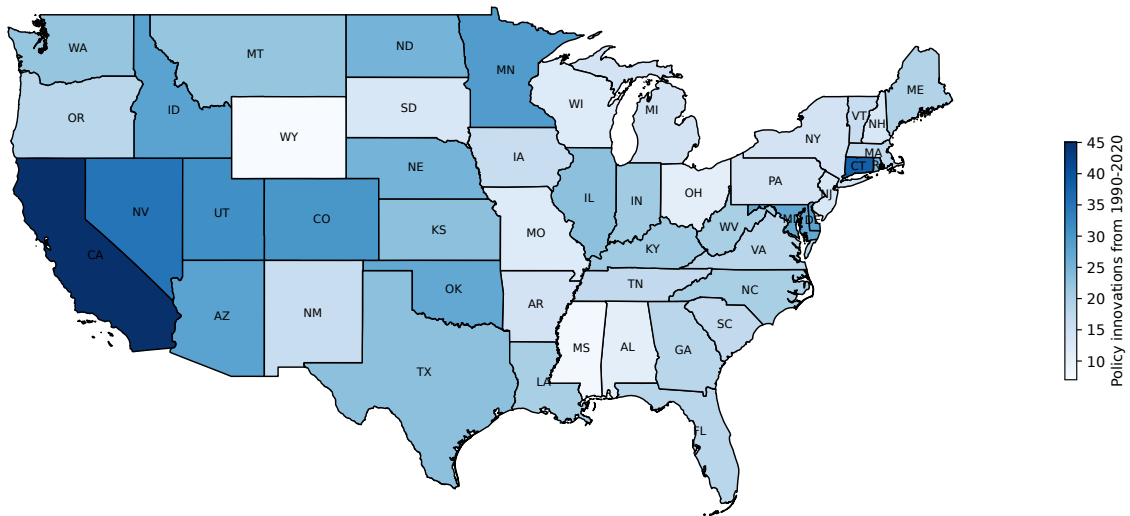 WA
MT
ND
MN
ME
ID
SD
WI
MI
VT
NH
OR
WY
NY
MA
IA
CT
R
NE
PA
NV
UT
CO
IL
IN
OH
NJ
MD
DE
KS
MO
WV
KY
VA
CA
TN
NC
AZ
NM
OK
AR
SC
MS
AL
GA
TX
LA
FL
45
40
35
30
25
20
15
10
Policy innovations from 1990-2020